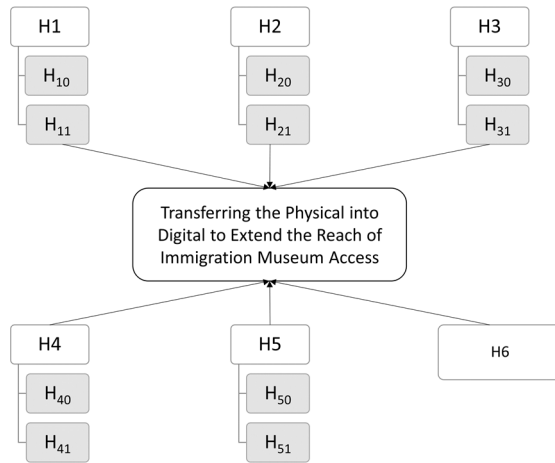 H1
H2
H3
H₁₀
H₂₀
H₃₀
H₁₁
H₂₁
H₃₁
Transferring the Physical into
Digital to Extend the Reach of
Immigration Museum Access
H4
H5
H6
H₄₀
H₅₀
H₄₁
H₅₁